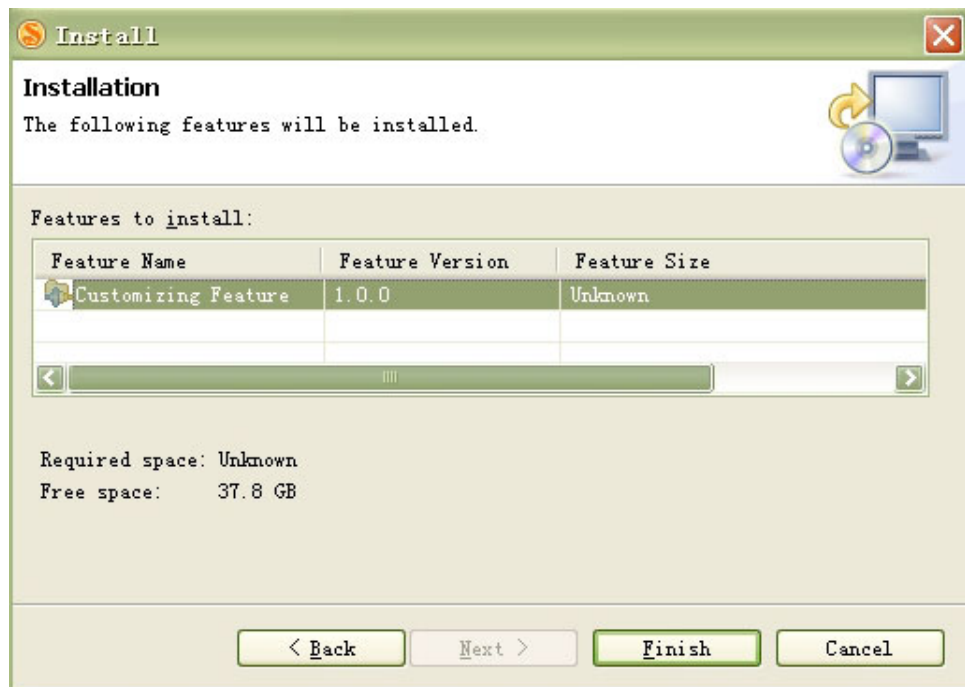 Install
Installation
The following features will be installed.
Features to install:
Feature Name Feature Version Feature Size
Customizing Feature 1.0.0 Unknown
Required space: Unknown
Free space: 37.8 GB
< Back Next > Finish Cancel